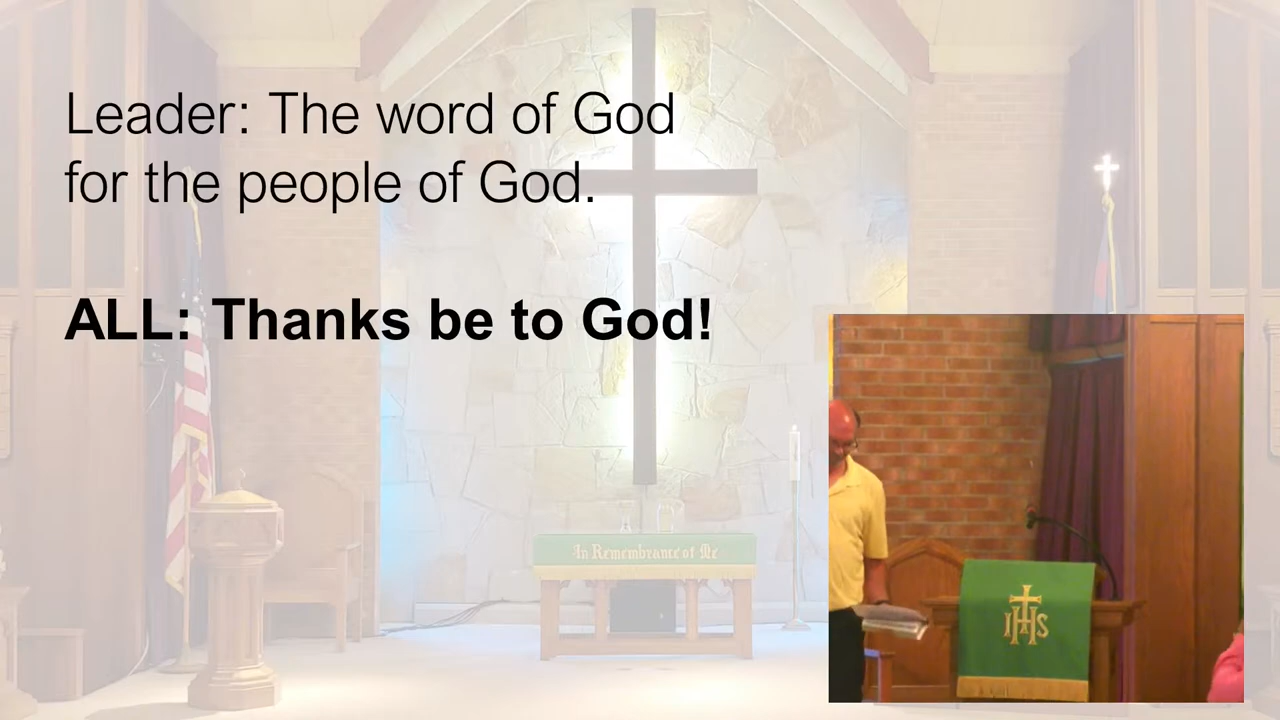 Leader: The word of God
for the people of God.
ALL: Thanks be to God!
In Remembrance of Me
IHS